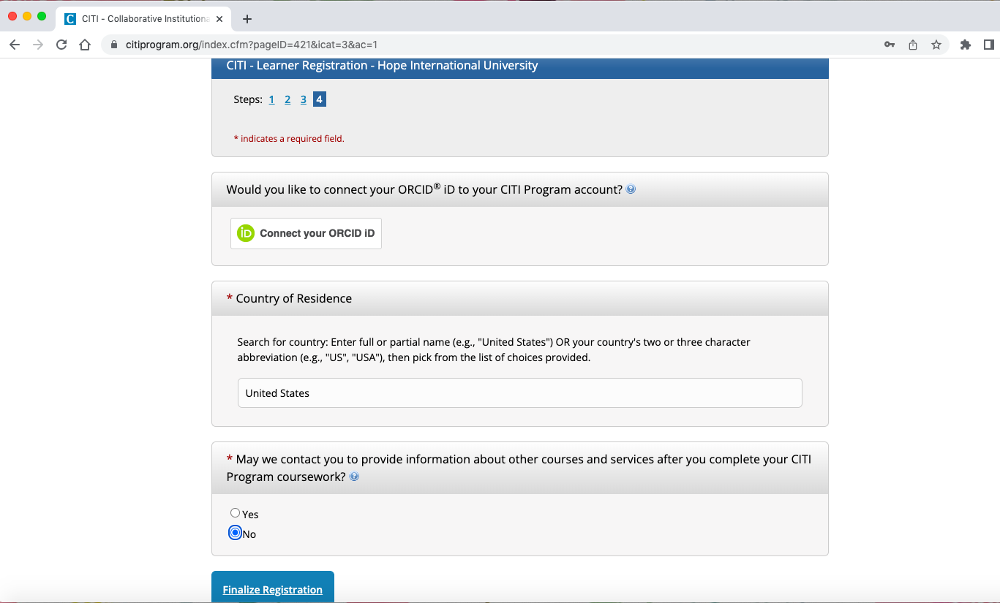 C CITI - Collaborative Institutiona
citiprogram.org/index.cfm?pageID=421&icat=3&ac=1
CITI - Learner Registration - Hope International University
Steps: 1 2 3 4
* indicates a required field.
Would you like to connect your ORCID® iD to your CITI Program account? ?
iD Connect your ORCID iD
* Country of Residence
Search for country: Enter full or partial name (e.g., "United States") OR your country's two or three character
abbreviation (e.g., "US", "USA"), then pick from the list of choices provided.
United States
* May we contact you to provide information about other courses and services after you complete your CITI
Program coursework? ?
Yes
No
Finalize Registration